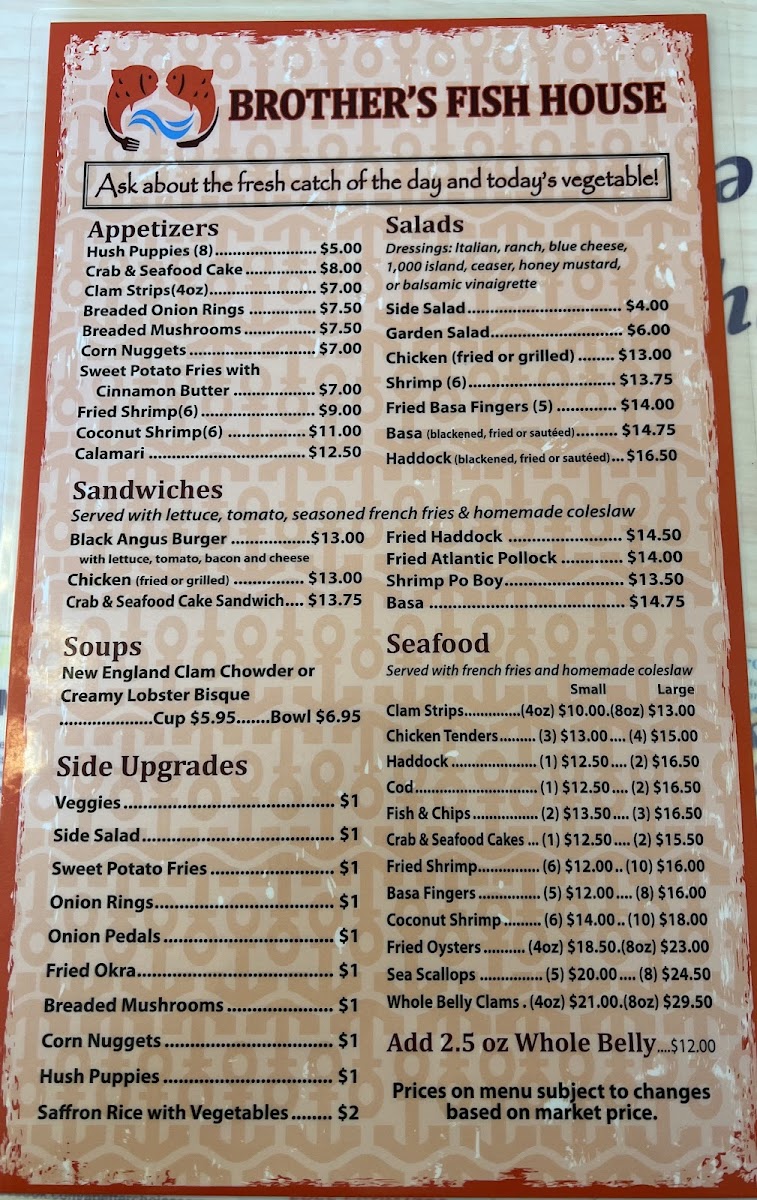 BROTHER'S FISH HOUSE
Ask about the fresh catch of the day and today's vegetable!
Appetizers
Hush Puppies (8)........................ $5.00
Crab & Seafood Cake ................ $8.00
Clam Strips(4oz)......................... $7.00
Breaded Onion Rings ............... $7.50
Breaded Mushrooms................. $7.50
Corn Nuggets.............................. $7.00
Sweet Potato Fries with
Cinnamon Butter ................... $7.00
Fried Shrimp(6)........................... $9.00
Coconut Shrimp(6) .................. $11.00
Calamari ..................................... $12.50
Salads
Dressings: Italian, ranch, blue cheese,
1,000 island, ceaser, honey mustard,
or balsamic vinaigrette
Side Salad.................................... $4.00
Garden Salad............................... $6.00
Chicken (fried or grilled) ........ $13.00
Shrimp (6)................................... $13.75
Fried Basa Fingers (5) .............. $14.00
Basa (blackened, fried or sautéed)......... $14.75
Haddock (blackened, fried or sautéed)... $16.50
Sandwiches
Served with lettuce, tomato, seasoned french fries & homemade coleslaw
Black Angus Burger .................$13.00
with lettuce, tomato, bacon and cheese
Chicken (fried or grilled) ................ $13.00
Crab & Seafood Cake Sandwich.... $13.75
Fried Haddock ........................... $14.50
Fried Atlantic Pollock .............. $14.00
Shrimp Po Boy............................ $13.50
Basa ............................................. $14.75
Soups
New England Clam Chowder or
Creamy Lobster Bisque
....................Cup $5.95.......Bowl $6.95
Side Upgrades
Veggies.................................... $1
Side Salad................................. $1
Sweet Potato Fries ..................... $1
Onion Rings............................... $1
Onion Pedals ............................. $1
Fried Okra.................................. $1
Breaded Mushrooms .................. $1
Corn Nuggets ............................. $1
Hush Puppies ............................. $1
Saffron Rice with Vegetables........ $2
Seafood
Served with french fries and homemade coleslaw
Small Large
Clam Strips..............(4oz) $10.00.(8oz) $13.00
Chicken Tenders......... (3) $13.00.... (4) $15.00
Haddock .................... (1) $12.50.... (2) $16.50
Cod............................. (1) $12.50.... (2) $16.50
Fish & Chips................ (2) $13.50.... (3) $16.50
Crab & Seafood Cakes ... (1) $12.50.... (2) $15.50
Fried Shrimp............... (6) $12.00.. (10) $16.00
Basa Fingers ............... (5) $12.00.... (8) $16.00
Coconut Shrimp ......... (6) $14.00.. (10) $18.00
Fried Oysters .......... (4oz) $18.50.(8oz) $23.00
Sea Scallops ............... (5) $20.00.... (8) $24.50
Whole Belly Clams . (4oz) $21.00.(8oz) $29.50
Add 2.5 oz Whole Belly....$12.00
Prices on menu subject to changes
based on market price.